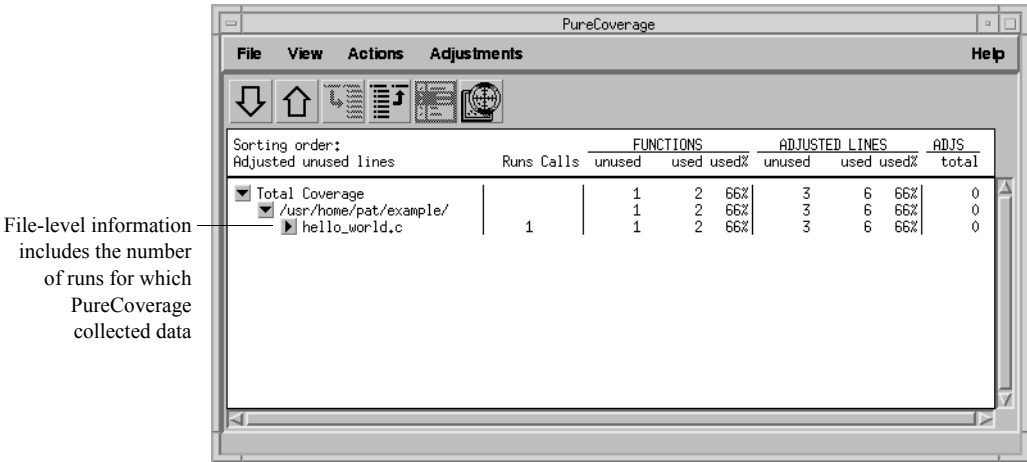 PureCoverage
File View Actions Adjustments Help
Sorting order: FUNCTIONS ADJUSTED LINES ADJS
Adjusted unused lines Runs Calls unused used used% unused used used% total
Total Coverage 1 2 66% 3 6 66% 0
/usr/home/pat/example/ 1 2 66% 3 6 66% 0
hello_world.c 1 1 2 66% 3 6 66% 0
File-level information
includes the number
of runs for which
PureCoverage
collected data